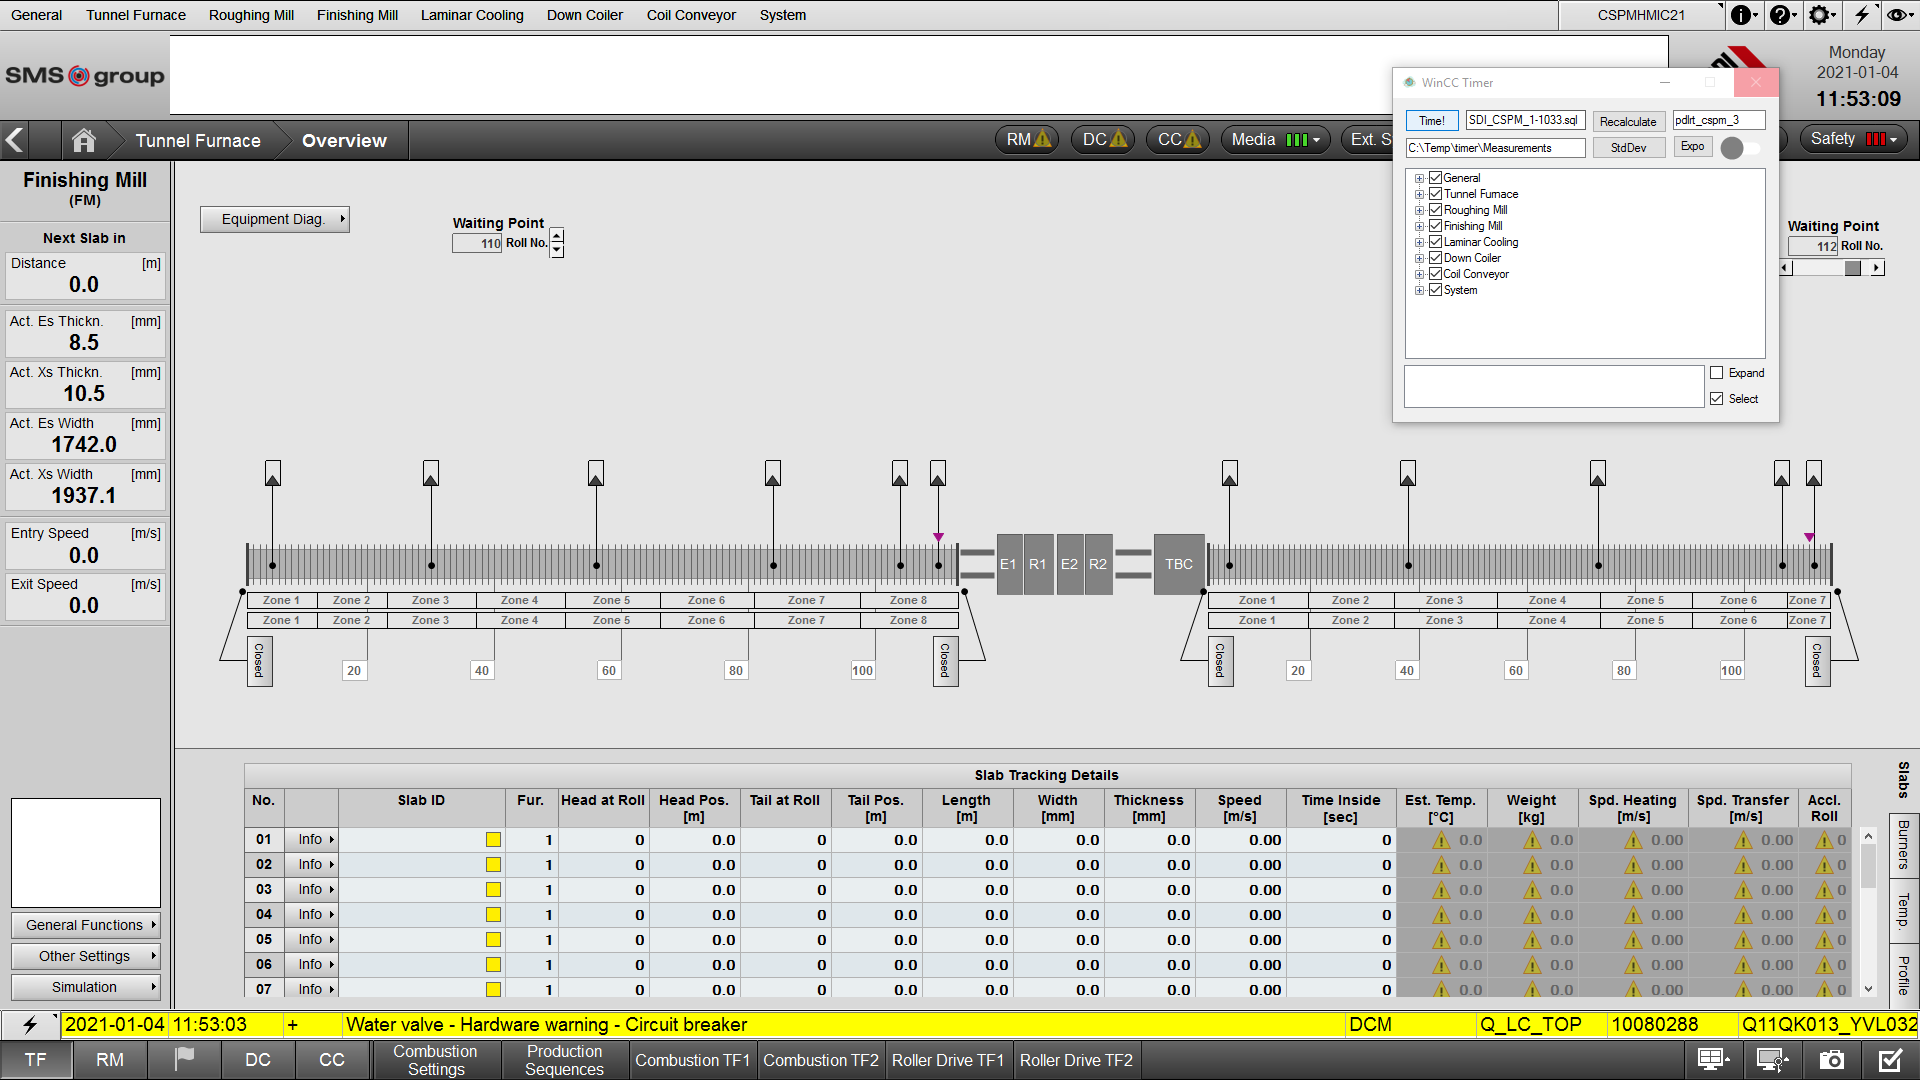 General Tunnel Furnace Roughing Mill Finishing Mill Laminar Cooling Down Coiler Coil Conveyor System CSPMHMIC21
SMS group
Monday
2021-01-04
11:53:09
Tunnel Furnace Overview RM DC CC Media Ext. S Safety
WinCC Timer
Time! SDI_CSPM_1-1033.sql Recalculate pdlrt_cspm_3
C:\Temp\timer\Measurements StdDev Expo
General
Tunnel Furnace
Roughing Mill
Finishing Mill
Laminar Cooling
Down Coiler
Coil Conveyor
System
Expand
Select
Finishing Mill
(FM)
Next Slab in
Distance [m]
0.0
Act. Es Thickn. [mm]
8.5
Act. Xs Thickn. [mm]
10.5
Act. Es Width [mm]
1742.0
Act. Xs Width [mm]
1937.1
Entry Speed [m/s]
0.0
Exit Speed [m/s]
0.0
General Functions
Other Settings
Simulation
Equipment Diag.
Waiting Point
110 Roll No.
Waiting Point
112 Roll No.
E1 R1 E2 R2 TBC
Zone 1 Zone 2 Zone 3 Zone 4 Zone 5 Zone 6 Zone 7 Zone 8 Zone 1 Zone 2 Zone 3 Zone 4 Zone 5 Zone 6 Zone 7
Zone 1 Zone 2 Zone 3 Zone 4 Zone 5 Zone 6 Zone 7 Zone 8 Zone 1 Zone 2 Zone 3 Zone 4 Zone 5 Zone 6 Zone 7
Closed 20 40 60 80 100 Closed Closed 20 40 60 80 100 Closed
Slab Tracking Details
No. Slab ID Fur. Head at Roll Head Pos. [m] Tail at Roll Tail Pos. [m] Length [m] Width [mm] Thickness [mm] Speed [m/s] Time Inside [sec] Est. Temp. [°C] Weight [kg] Spd. Heating [m/s] Spd. Transfer [m/s] Accl. Roll
01 Info 1 0 0.0 0 0.0 0.0 0.0 0.0 0.00 0 0.0 0.0 0.00 0.00 0
02 Info 1 0 0.0 0 0.0 0.0 0.0 0.0 0.00 0 0.0 0.0 0.00 0.00 0
03 Info 1 0 0.0 0 0.0 0.0 0.0 0.0 0.00 0 0.0 0.0 0.00 0.00 0
04 Info 1 0 0.0 0 0.0 0.0 0.0 0.0 0.00 0 0.0 0.0 0.00 0.00 0
05 Info 1 0 0.0 0 0.0 0.0 0.0 0.0 0.00 0 0.0 0.0 0.00 0.00 0
06 Info 1 0 0.0 0 0.0 0.0 0.0 0.0 0.00 0 0.0 0.0 0.00 0.00 0
07 Info 1 0 0.0 0 0.0 0.0 0.0 0.0 0.00 0 0.0 0.0 0.00 0.00 0
Slabs
Burners
Temp.
Profile
2021-01-04 11:53:03 + Water valve - Hardware warning - Circuit breaker DCM Q_LC_TOP 10080288 Q11QK013_YVL032
TF RM DC CC Combustion Settings Production Sequences Combustion TF1 Combustion TF2 Roller Drive TF1 Roller Drive TF2